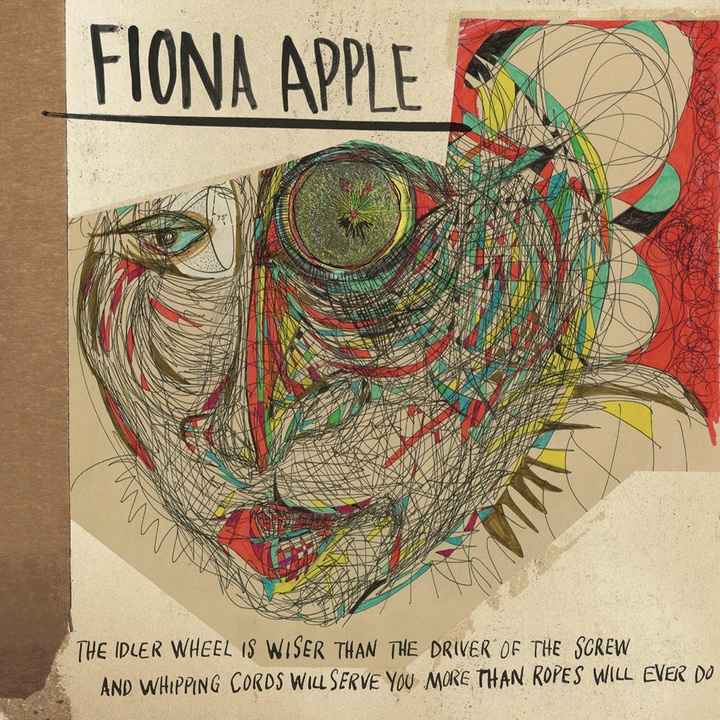 FIONA APPLE
THE IDLER WHEEL IS WISER THAN THE DRIVER OF THE SCREW
AND WHIPPING CORDS WILL SERVE YOU MORE THAN ROPES WILL EVER DO